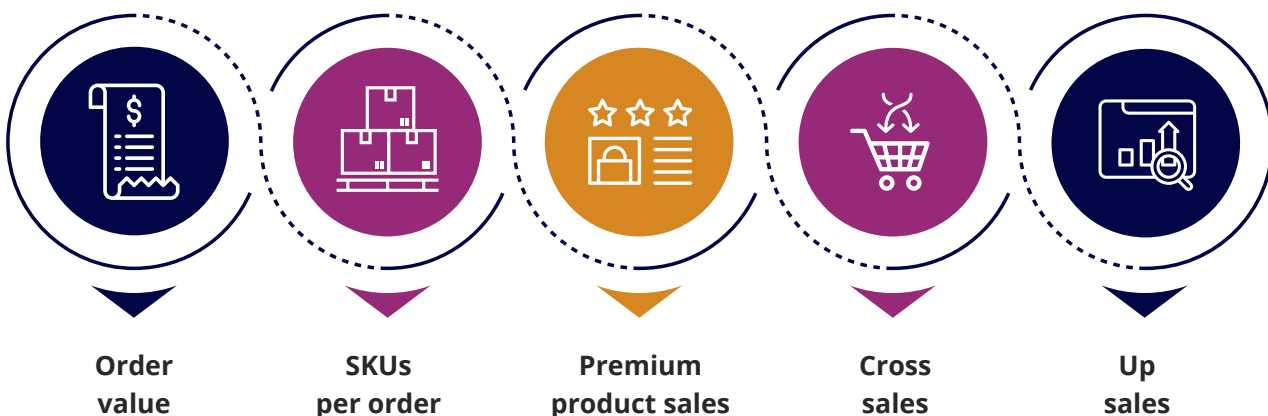 $
Order
value
SKUs
per order
Premium
product sales
Cross
sales
Up
sales